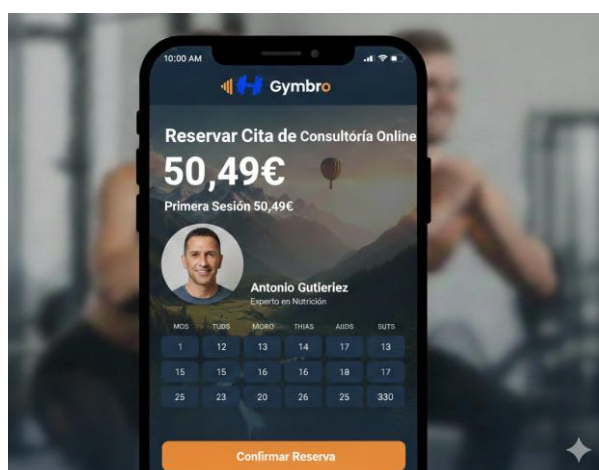 10:00 AM
Gymbro
Reservar Cita de Consultóría Online
50,49€
Primera Sesión 50,49€
Antonio Gutieriez
Experto en Nutrición
MOS TUDS MORO THIAS AIIDS SUTS
1 12 13 14 17 13
15 15 16 16 18 17
25 23 20 26 25 330
Confirmar Reserva